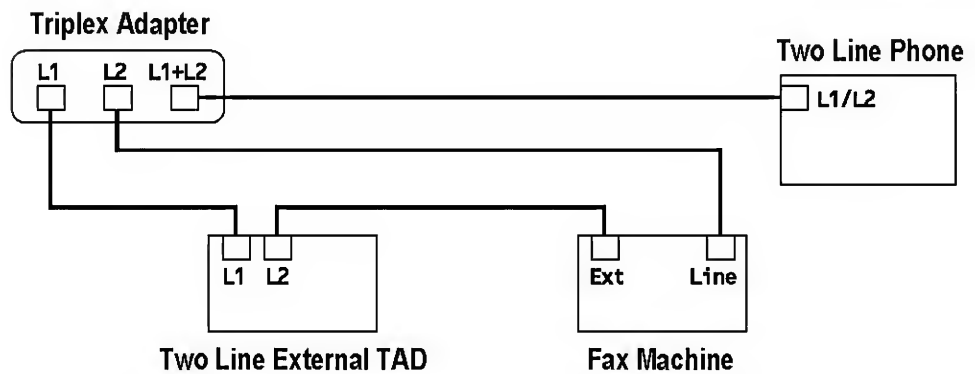 Triplex Adapter
L1 L2 L1+L2
Two Line Phone
L1/L2
L1 L2
Ext Line
Two Line External TAD
Fax Machine